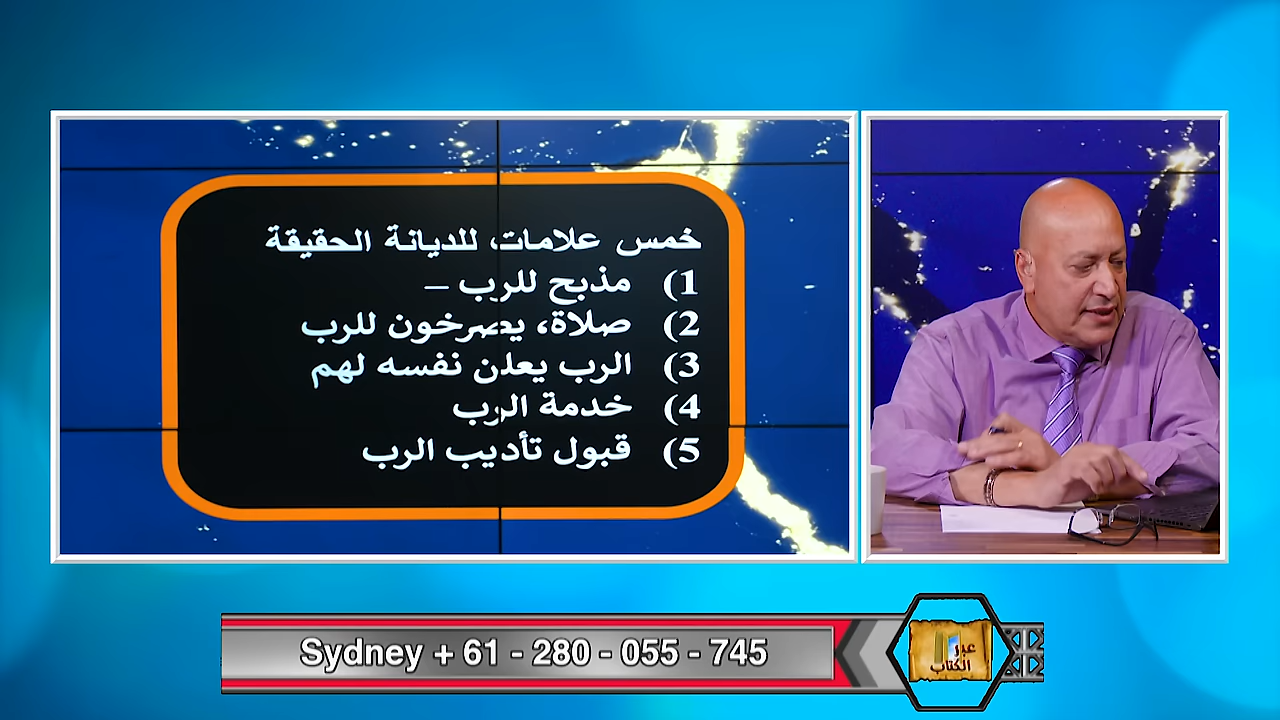 خمس علامات للديانة الحقيقة
1) مذبح للرب –
2) صلاة، يصرخون للرب
3) الرب يعلن نفسه لهم
4) خدمة الرب
5) قبول تأديب الرب
Sydney + 61 - 280 - 055 - 745
عبر
الكتاب